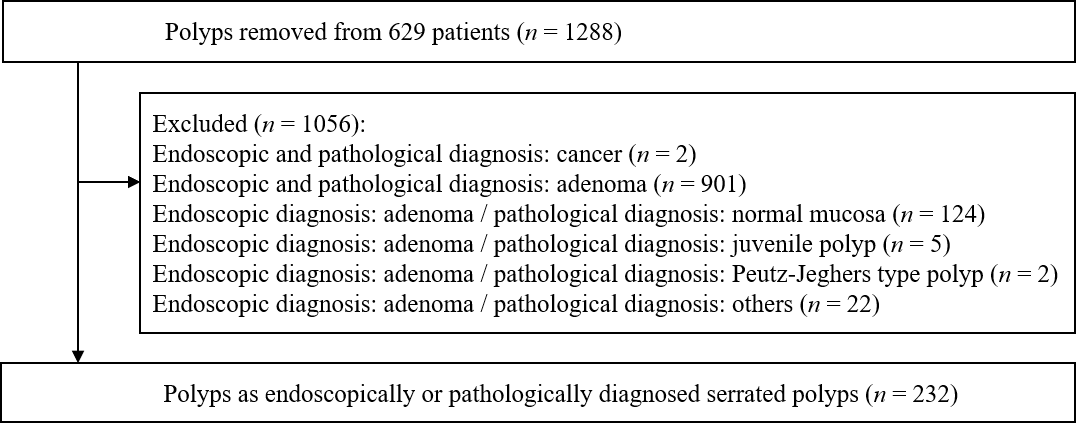 Polyps removed from 629 patients (n = 1288)
Excluded (n = 1056):
Endoscopic and pathological diagnosis: cancer (n = 2)
Endoscopic and pathological diagnosis: adenoma (n = 901)
Endoscopic diagnosis: adenoma / pathological diagnosis: normal mucosa (n = 124)
Endoscopic diagnosis: adenoma / pathological diagnosis: juvenile polyp (n = 5)
Endoscopic diagnosis: adenoma / pathological diagnosis: Peutz-Jeghers type polyp (n = 2)
Endoscopic diagnosis: adenoma / pathological diagnosis: others (n = 22)
Polyps as endoscopically or pathologically diagnosed serrated polyps (n = 232)